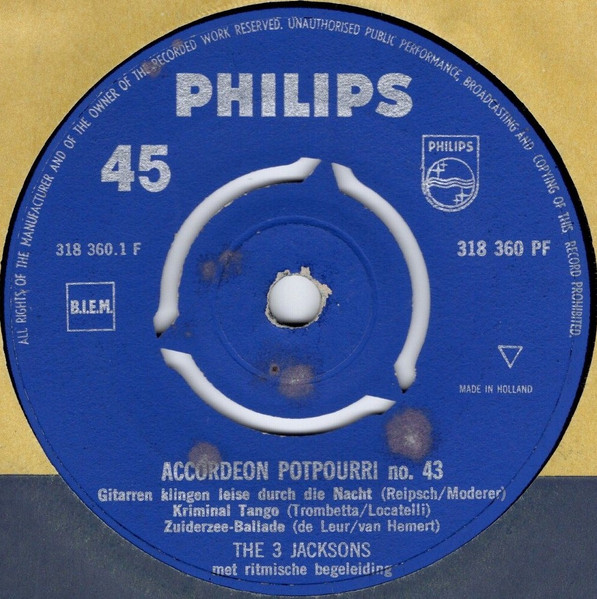 ALL RIGHTS OF THE MANUFACTURER AND OF THE OWNER OF THE RECORDED WORK RESERVED. UNAUTHORISED PUBLIC PERFORMANCE, BROADCASTING AND COPYING OF THIS RECORD PROHIBITED.
PHILIPS
45
PHILIPS
318 360.1 F
318 360 PF
B.I.E.M.
MADE IN HOLLAND
ACCORDEON POTPOURRI no. 43
Gitarren klingen leise durch die Nacht (Reipsch/Moderer)
Kriminal Tango (Trombetta/Locatelli)
Zuiderzee-Ballade (de Leur/van Hemert)
THE 3 JACKSONS
met ritmische begeleiding